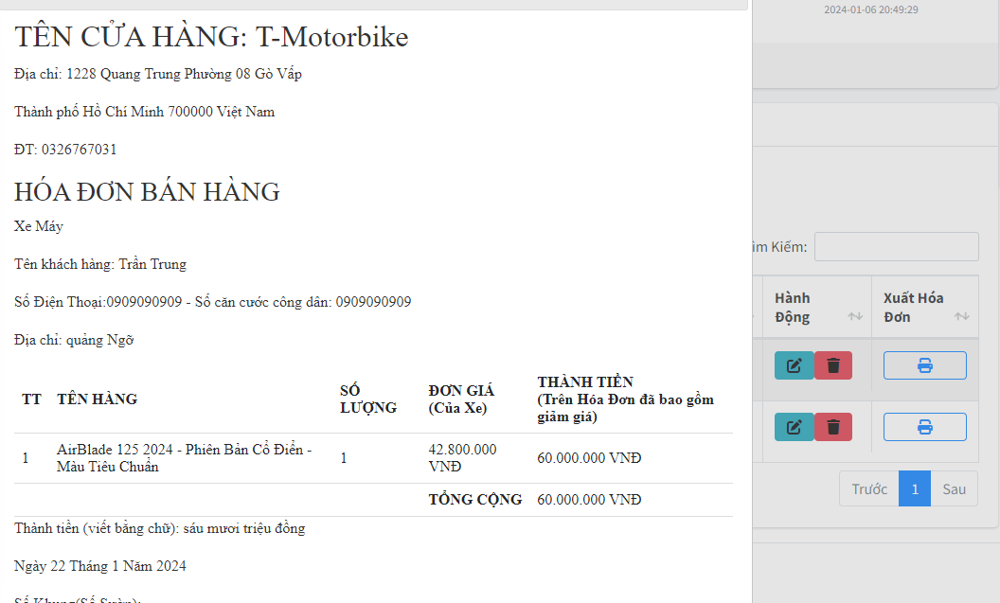 TÊN CỬA HÀNG: T-Motorbike
Địa chỉ: 1228 Quang Trung Phường 08 Gò Vấp
Thành phố Hồ Chí Minh 700000 Việt Nam
ĐT: 0326767031
HÓA ĐƠN BÁN HÀNG
Xe Máy
Tên khách hàng: Trần Trung
Số Điện Thoại:0909090909 - Số căn cước công dân: 0909090909
Địa chỉ: quảng Ngỡ
TT TÊN HÀNG SỐ LƯỢNG ĐƠN GIÁ (Của Xe) THÀNH TIỀN (Trên Hóa Đơn đã bao gồm giảm giá)
1 AirBlade 125 2024 - Phiên Bản Cổ Điển - Màu Tiêu Chuẩn 1 42.800.000 VNĐ 60.000.000 VNĐ
TỔNG CỘNG 60.000.000 VNĐ
Thành tiền (viết bằng chữ): sáu mươi triệu đồng
Ngày 22 Tháng 1 Năm 2024
Số Khung(Số Sườn):
2024-01-06 20:49:29
ìm Kiếm:
Hành Động
Xuất Hóa Đơn
Trước 1 Sau